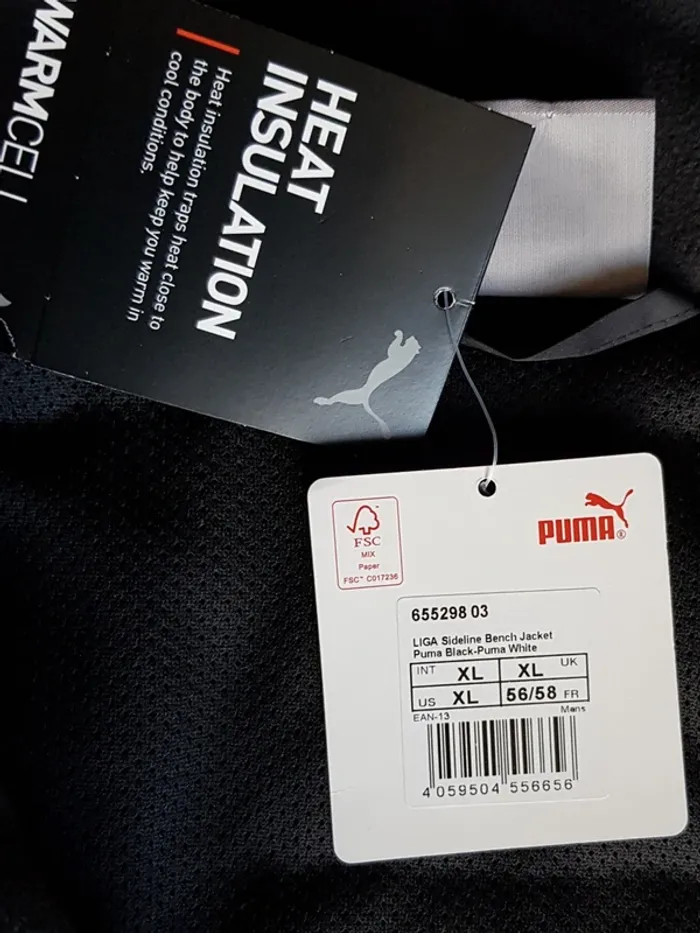 WARMCELL
HEAT
INSULATION
Heat insulation traps heat close to
the body to help keep you warm in
cool conditions.
FSC
MIX
Paper
FSC™ C017236
PUMA®
655298 03
LIGA Sideline Bench Jacket
Puma Black-Puma White
INT XL XL UK
US XL 56/58 FR
EAN-13 Mens
4 059504 556656